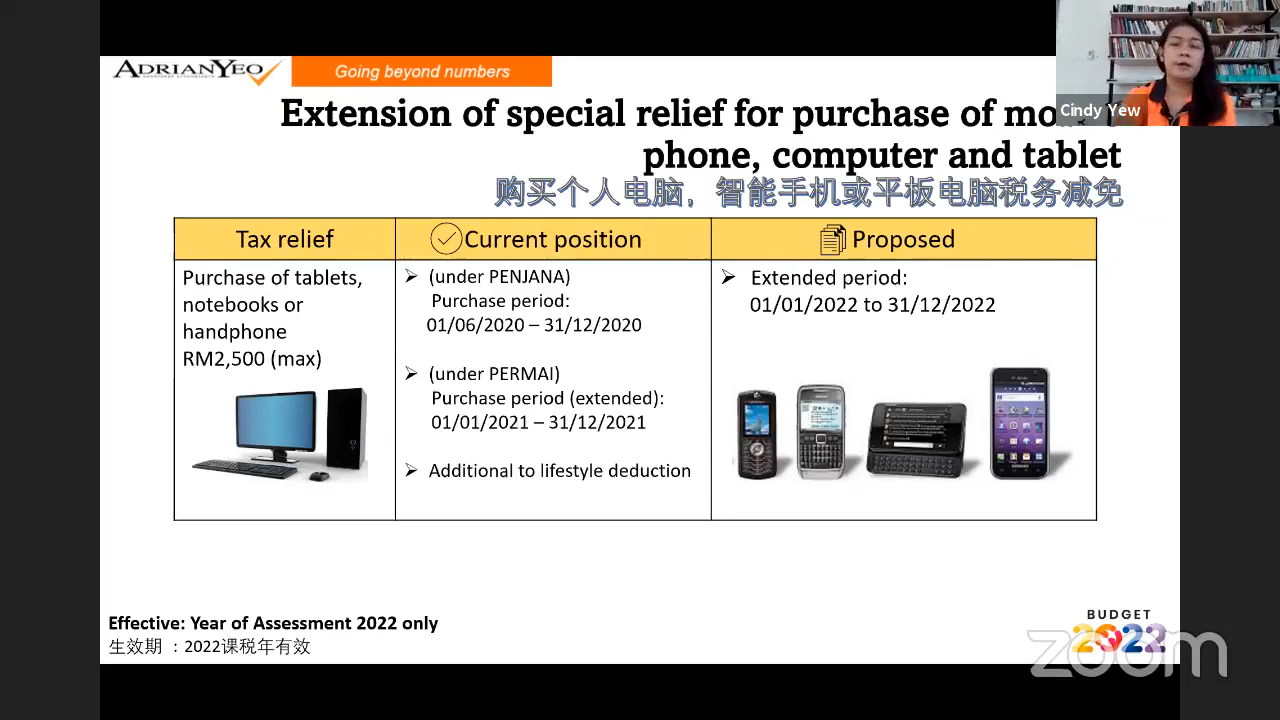 ADRIANYEO
Going beyond numbers
Cindy Yew
Extension of special relief for purchase of
phone, computer and tablet
购买个人电脑，智能手机或平板电脑税务减免
Tax relief
Current position
Proposed
Purchase of tablets,
notebooks or
handphone
RM2,500 (max)
➢ (under PENJANA)
Purchase period:
01/06/2020 – 31/12/2020
➢ (under PERMAI)
Purchase period (extended):
01/01/2021 – 31/12/2021
➢ Additional to lifestyle deduction
➢ Extended period:
01/01/2022 to 31/12/2022
Effective: Year of Assessment 2022 only
生效期 ：2022课税年有效
BUDGET
2022
zoom